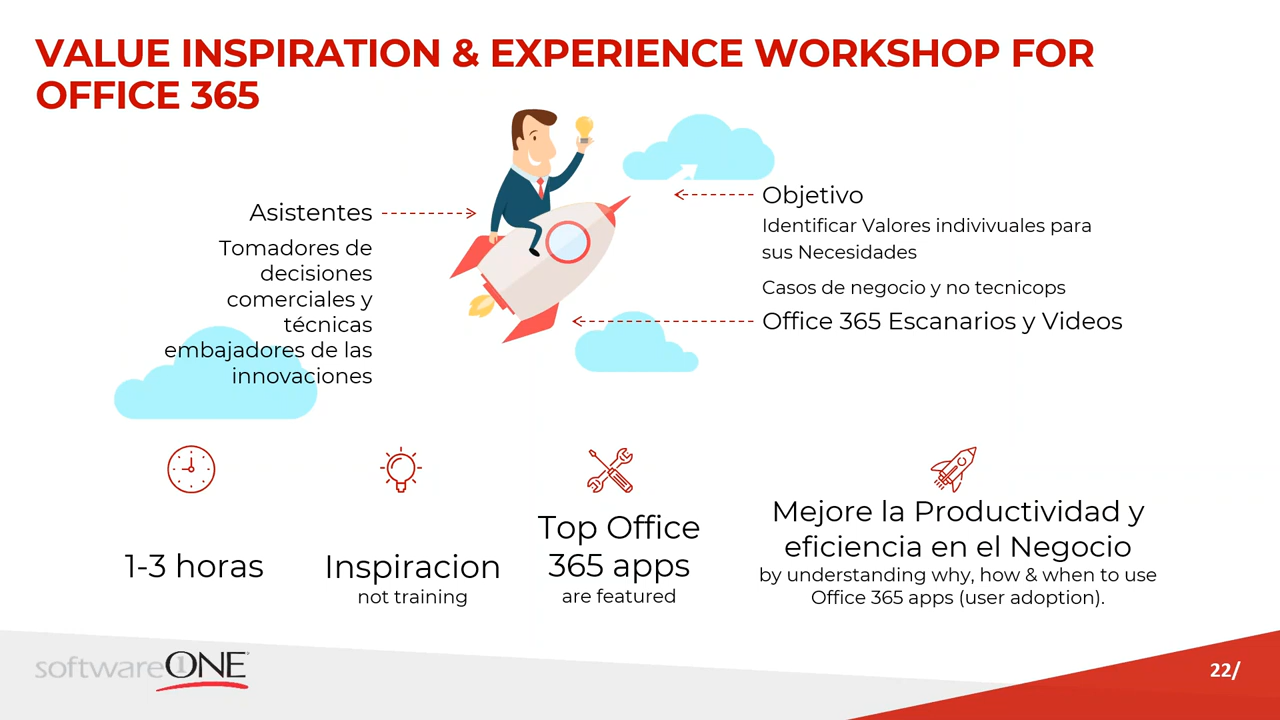 VALUE INSPIRATION & EXPERIENCE WORKSHOP FOR
OFFICE 365
Asistentes
Tomadores de
decisiones
comerciales y
técnicas
embajadores de las
innovaciones
Objetivo
Identificar Valores indivivuales para
sus Necesidades
Casos de negocio y no tecnicops
Office 365 Escanarios y Videos
1-3 horas
Inspiracion
not training
Top Office
365 apps
are featured
Mejore la Productividad y
eficiencia en el Negocio
by understanding why, how & when to use
Office 365 apps (user adoption).
software1ONE
22/